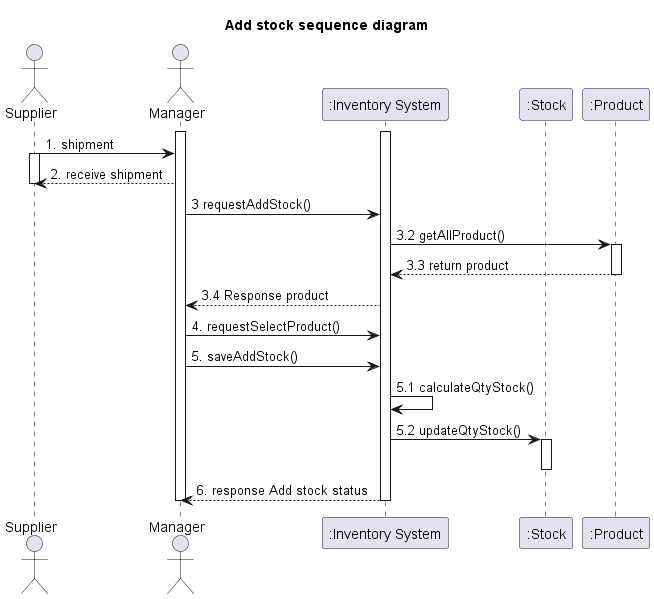 Add stock sequence diagram
Supplier
Manager
:Inventory System
:Stock
:Product
1. shipment
2. receive shipment
3 requestAddStock()
3.2 getAllProduct()
3.3 return product
3.4 Response product
4. requestSelectProduct()
5. saveAddStock()
5.1 calculateQtyStock()
5.2 updateQtyStock()
6. response Add stock status
Supplier
Manager
:Inventory System
:Stock
:Product